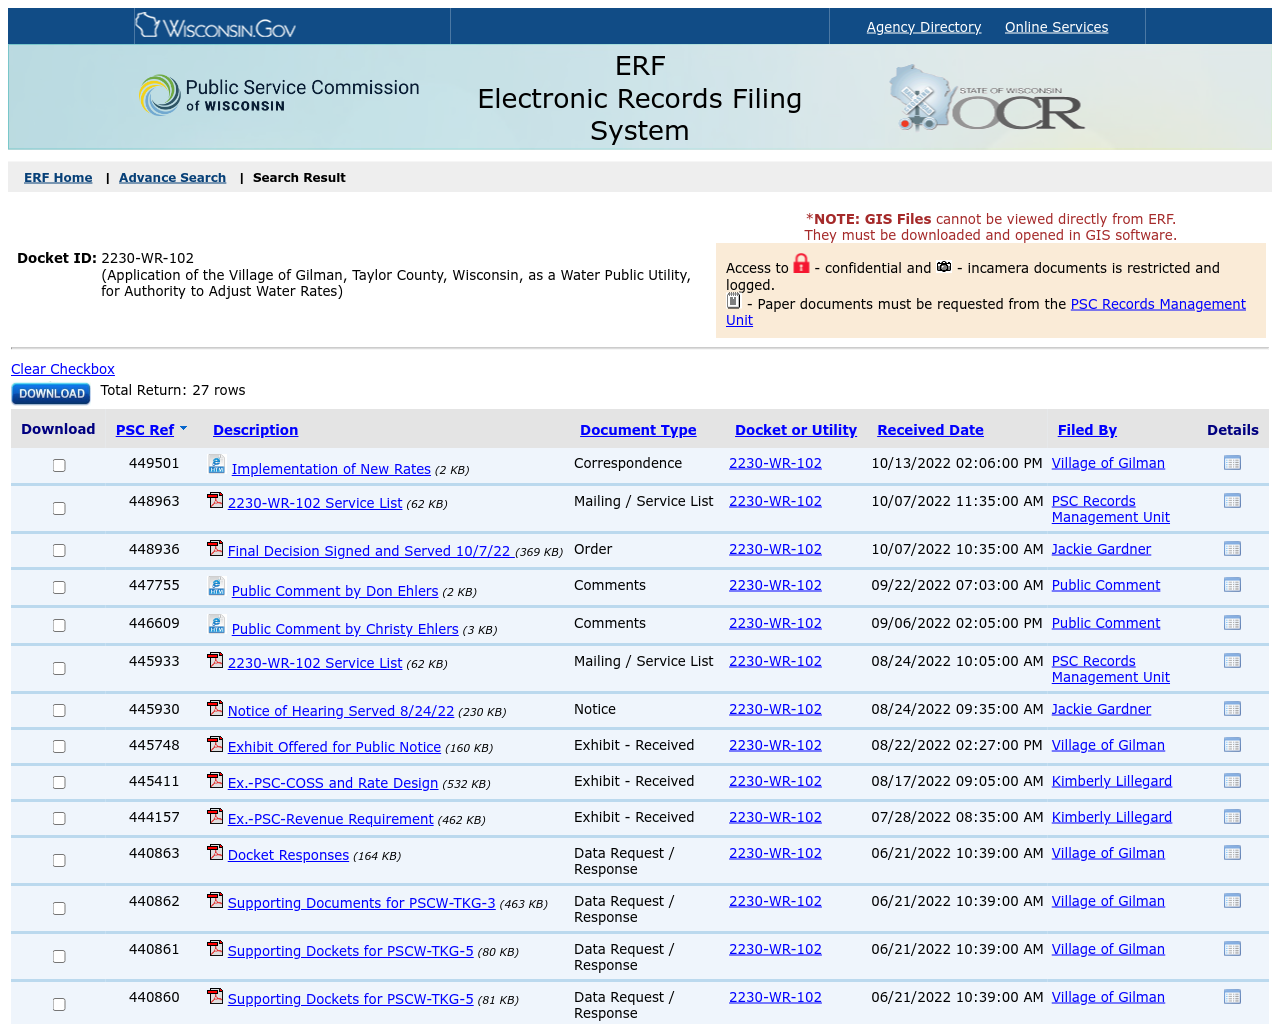 WISCONSIN.GOV
Agency Directory Online Services
Public Service Commission
of WISCONSIN
ERF
Electronic Records Filing
System
STATE OF WISCONSIN
OCR
ERF Home | Advance Search | Search Result
*NOTE: GIS Files cannot be viewed directly from ERF.
They must be downloaded and opened in GIS software.
Docket ID: 2230-WR-102
(Application of the Village of Gilman, Taylor County, Wisconsin, as a Water Public Utility,
for Authority to Adjust Water Rates)
Access to - confidential and - incamera documents is restricted and
logged.
- Paper documents must be requested from the PSC Records Management
Unit
Clear Checkbox
DOWNLOAD Total Return: 27 rows
Download PSC Ref Description Document Type Docket or Utility Received Date Filed By Details
449501 HTM Implementation of New Rates (2 KB) Correspondence 2230-WR-102 10/13/2022 02:06:00 PM Village of Gilman
448963 2230-WR-102 Service List (62 KB) Mailing / Service List 2230-WR-102 10/07/2022 11:35:00 AM PSC Records
Management Unit
448936 Final Decision Signed and Served 10/7/22 (369 KB) Order 2230-WR-102 10/07/2022 10:35:00 AM Jackie Gardner
447755 HTM Public Comment by Don Ehlers (2 KB) Comments 2230-WR-102 09/22/2022 07:03:00 AM Public Comment
446609 HTM Public Comment by Christy Ehlers (3 KB) Comments 2230-WR-102 09/06/2022 02:05:00 PM Public Comment
445933 2230-WR-102 Service List (62 KB) Mailing / Service List 2230-WR-102 08/24/2022 10:05:00 AM PSC Records
Management Unit
445930 Notice of Hearing Served 8/24/22 (230 KB) Notice 2230-WR-102 08/24/2022 09:35:00 AM Jackie Gardner
445748 Exhibit Offered for Public Notice (160 KB) Exhibit - Received 2230-WR-102 08/22/2022 02:27:00 PM Village of Gilman
445411 Ex.-PSC-COSS and Rate Design (532 KB) Exhibit - Received 2230-WR-102 08/17/2022 09:05:00 AM Kimberly Lillegard
444157 Ex.-PSC-Revenue Requirement (462 KB) Exhibit - Received 2230-WR-102 07/28/2022 08:35:00 AM Kimberly Lillegard
440863 Docket Responses (164 KB) Data Request / 2230-WR-102 06/21/2022 10:39:00 AM Village of Gilman
Response
440862 Supporting Documents for PSCW-TKG-3 (463 KB) Data Request / 2230-WR-102 06/21/2022 10:39:00 AM Village of Gilman
Response
440861 Supporting Dockets for PSCW-TKG-5 (80 KB) Data Request / 2230-WR-102 06/21/2022 10:39:00 AM Village of Gilman
Response
440860 Supporting Dockets for PSCW-TKG-5 (81 KB) Data Request / 2230-WR-102 06/21/2022 10:39:00 AM Village of Gilman
Response